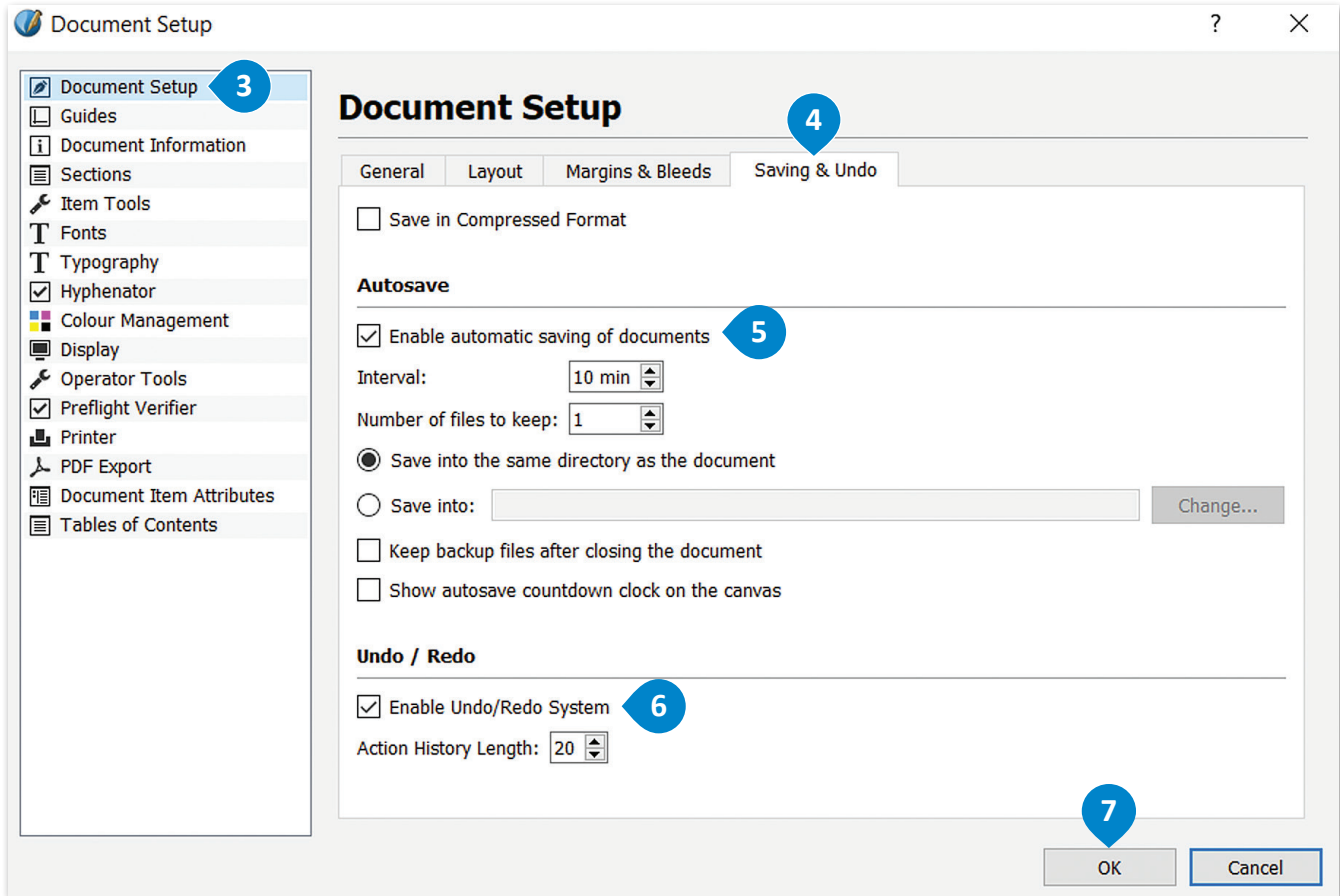 Document Setup ?
Document Setup 3
Guides
Document Information
Sections
Item Tools
Fonts
Typography
Hyphenator
Colour Management
Display
Operator Tools
Preflight Verifier
Printer
PDF Export
Document Item Attributes
Tables of Contents
Document Setup
4
General Layout Margins & Bleeds Saving & Undo
Save in Compressed Format
Autosave
Enable automatic saving of documents 5
Interval: 10 min
Number of files to keep: 1
Save into the same directory as the document
Save into: Change...
Keep backup files after closing the document
Show autosave countdown clock on the canvas
Undo / Redo
Enable Undo/Redo System 6
Action History Length: 20
7
OK Cancel